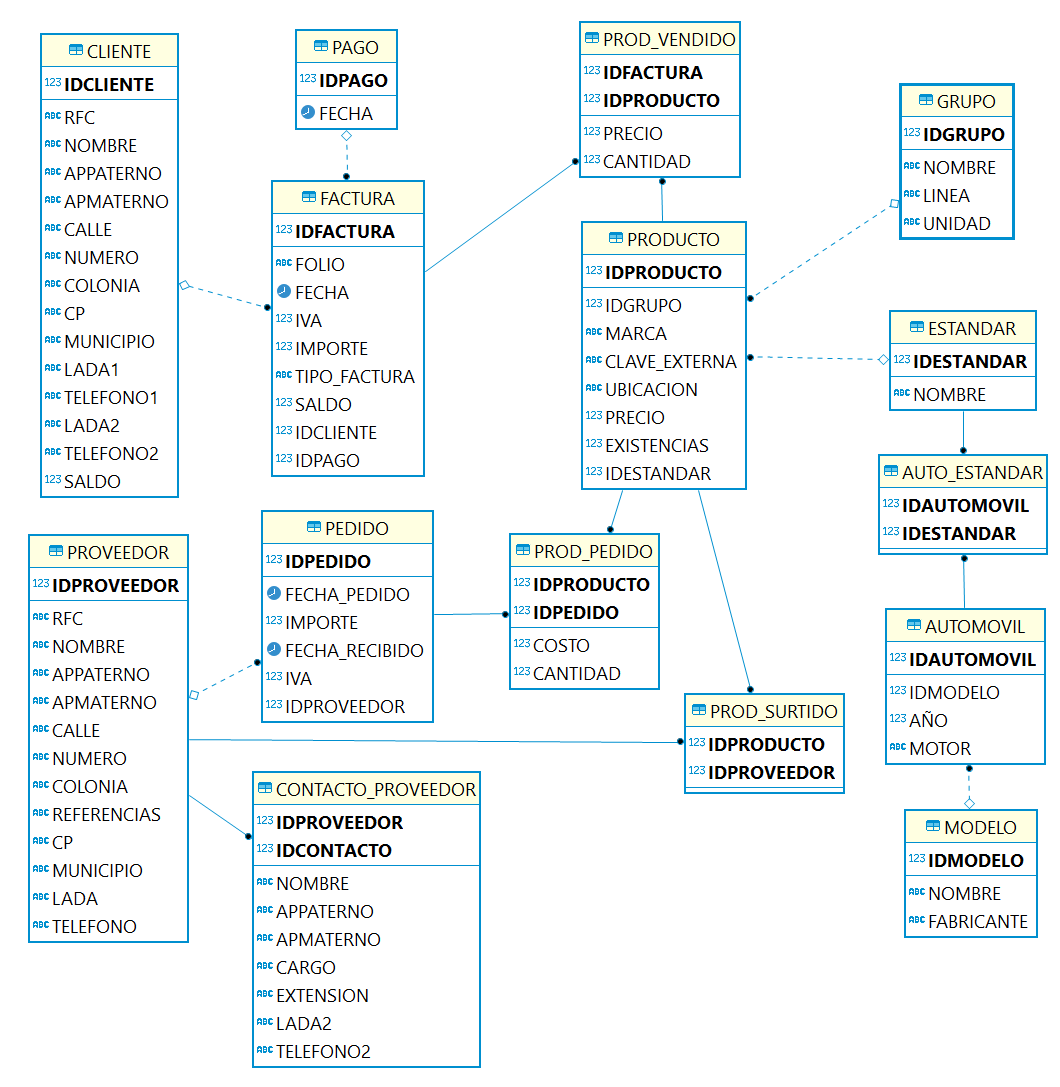 CLIENTE
123 IDCLIENTE
ABC RFC
ABC NOMBRE
ABC APPATERNO
ABC APMATERNO
ABC CALLE
ABC NUMERO
ABC COLONIA
ABC CP
ABC MUNICIPIO
ABC LADA1
ABC TELEFONO1
ABC LADA2
ABC TELEFONO2
123 SALDO
PAGO
123 IDPAGO
FECHA
FACTURA
123 IDFACTURA
ABC FOLIO
FECHA
123 IVA
123 IMPORTE
ABC TIPO_FACTURA
123 SALDO
123 IDCLIENTE
123 IDPAGO
PROD_VENDIDO
123 IDFACTURA
123 IDPRODUCTO
123 PRECIO
123 CANTIDAD
PRODUCTO
123 IDPRODUCTO
123 IDGRUPO
ABC MARCA
ABC CLAVE_EXTERNA
ABC UBICACION
123 PRECIO
123 EXISTENCIAS
123 IDESTANDAR
GRUPO
123 IDGRUPO
ABC NOMBRE
ABC LINEA
ABC UNIDAD
ESTANDAR
123 IDESTANDAR
ABC NOMBRE
AUTO_ESTANDAR
123 IDAUTOMOVIL
123 IDESTANDAR
PROVEEDOR
123 IDPROVEEDOR
ABC RFC
ABC NOMBRE
ABC APPATERNO
ABC APMATERNO
ABC CALLE
ABC NUMERO
ABC COLONIA
ABC REFERENCIAS
ABC CP
ABC MUNICIPIO
ABC LADA
ABC TELEFONO
PEDIDO
123 IDPEDIDO
FECHA_PEDIDO
123 IMPORTE
FECHA_RECIBIDO
123 IVA
123 IDPROVEEDOR
PROD_PEDIDO
123 IDPRODUCTO
123 IDPEDIDO
123 COSTO
123 CANTIDAD
AUTOMOVIL
123 IDAUTOMOVIL
123 IDMODELO
123 AÑO
ABC MOTOR
PROD_SURTIDO
123 IDPRODUCTO
123 IDPROVEEDOR
CONTACTO_PROVEEDOR
123 IDPROVEEDOR
123 IDCONTACTO
ABC NOMBRE
ABC APPATERNO
ABC APMATERNO
ABC CARGO
ABC EXTENSION
ABC LADA2
ABC TELEFONO2
MODELO
123 IDMODELO
ABC NOMBRE
ABC FABRICANTE